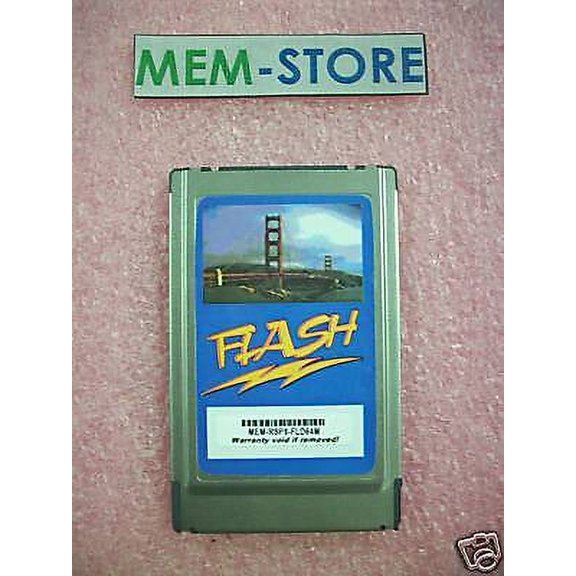 MEM-STORE
FLASH
MEM-RSP8-FLD64M
Warranty void if removed!